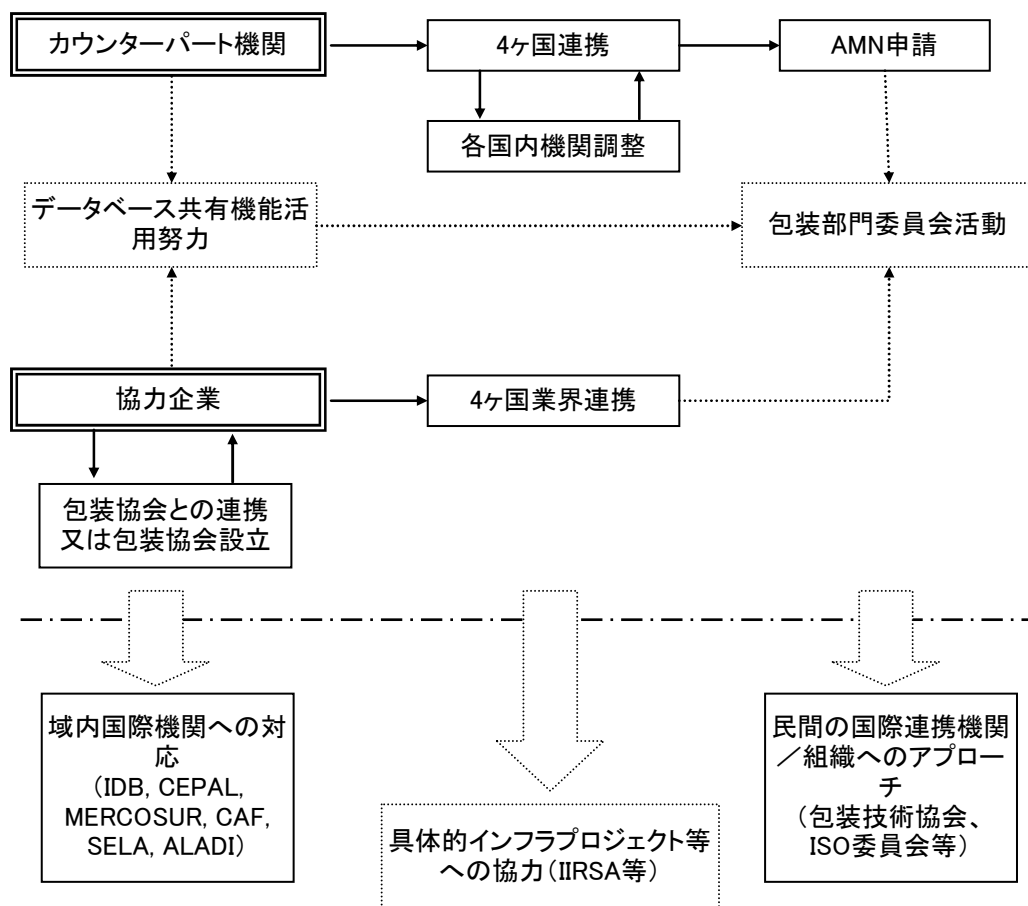 カウンターパート機関
4ヶ国連携
AMN申請
各国内機関調整
データベース共有機能活
用努力
包装部門委員会活動
協力企業
4ヶ国業界連携
包装協会との連携
又は包装協会設立
域内国際機関への対
応
（IDB, CEPAL,
MERCOSUR, CAF,
SELA, ALADI）
具体的インフラプロジェクト等
への協力（IIRSA等）
民間の国際連携機関
／組織へのアプロー
チ
（包装技術協会、
ISO委員会等）